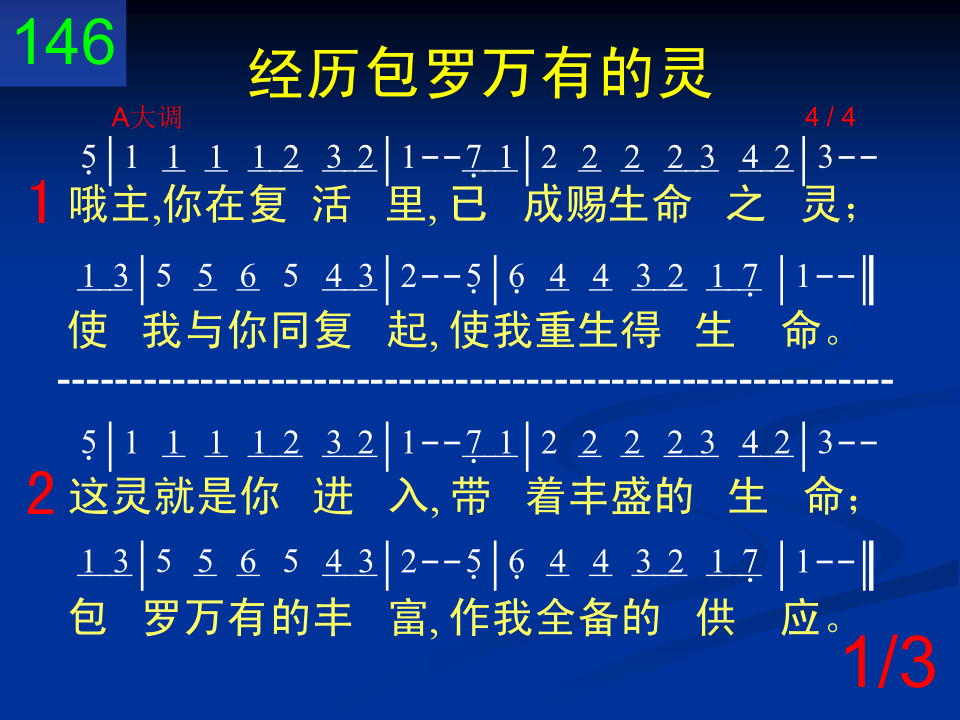 146
经历包罗万有的灵
A大调 4 / 4
5̣ | 1 1 1 1 2 3 2 | 1 - - 7̣ 1 | 2 2 2 2 3 4 2 | 3 - -
1 哦主,你在复 活 里, 已 成赐生命 之 灵；
1 3 | 5 5 6 5 4 3 | 2 - - 5̣ | 6̣ 4 4 3 2 1 7̣ | 1 - - ‖
使 我与你同复 起, 使我重生得 生 命。
5̣ | 1 1 1 1 2 3 2 | 1 - - 7̣ 1 | 2 2 2 2 3 4 2 | 3 - -
2 这灵就是你 进 入, 带 着丰盛的 生 命；
1 3 | 5 5 6 5 4 3 | 2 - - 5̣ | 6̣ 4 4 3 2 1 7̣ | 1 - - ‖
包 罗万有的丰 富, 作我全备的 供 应。
1/3